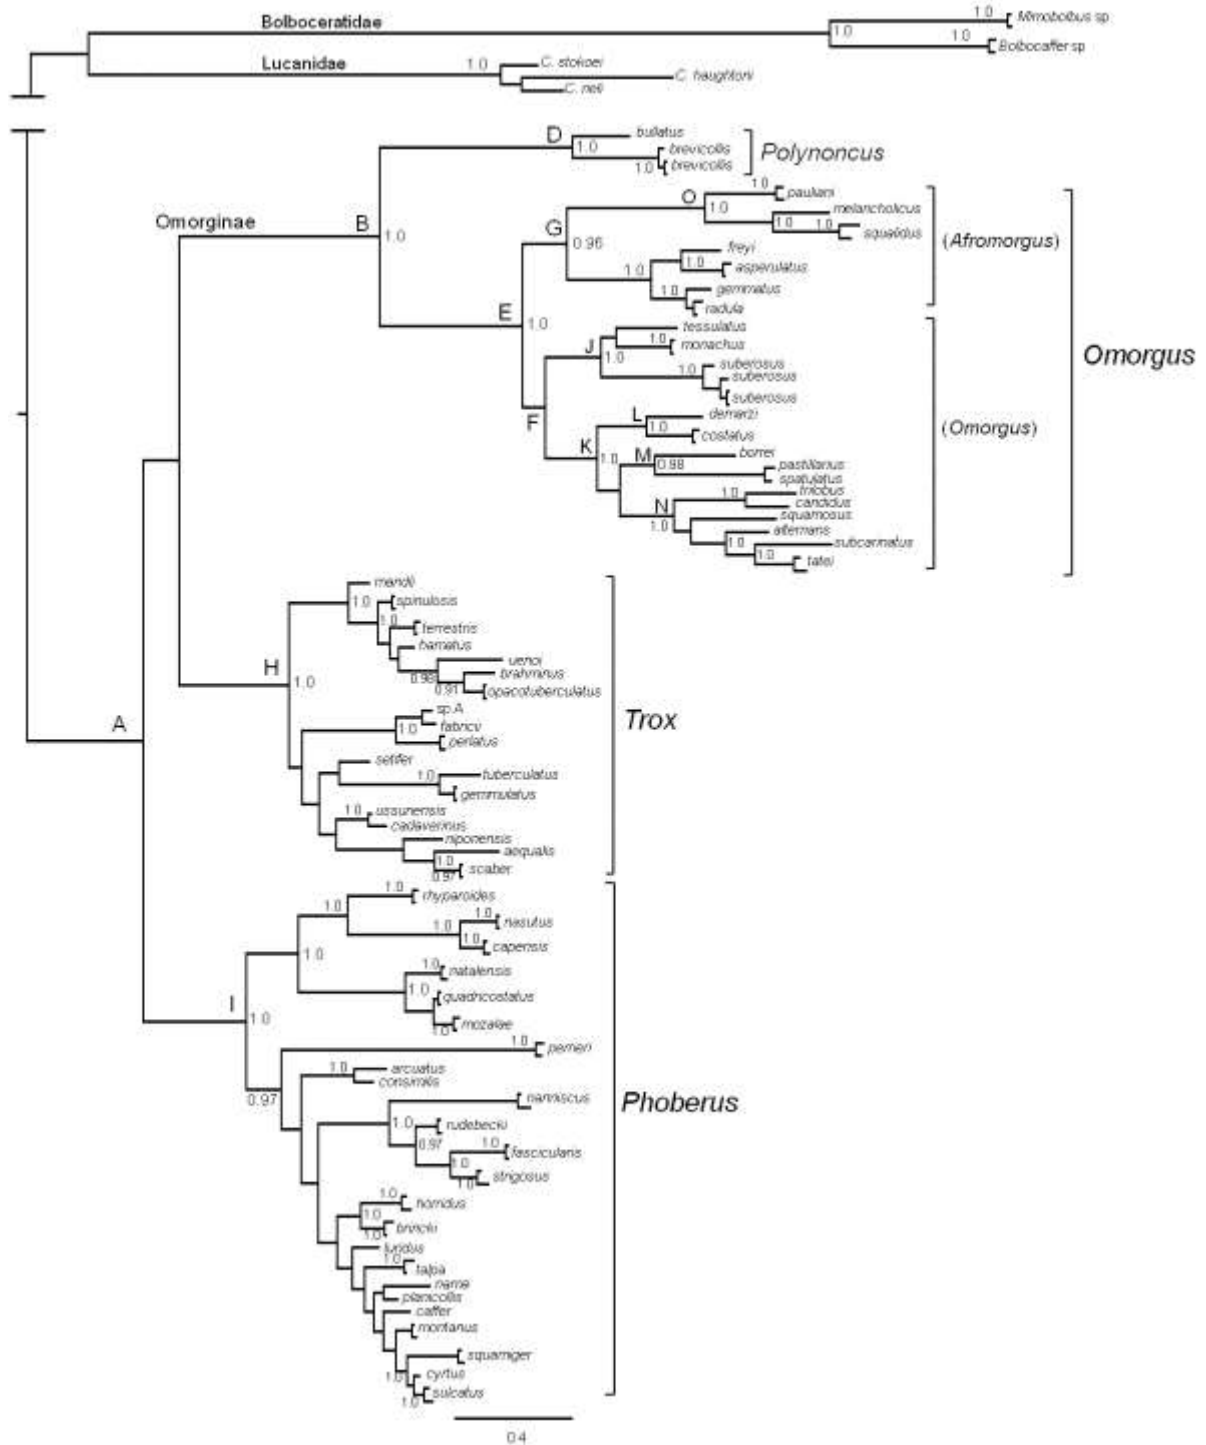 Bolboceratidae
1.0
Mimobolbus sp
1.0
1.0
Bolbocaffer sp
Lucanidae
1.0
C. stokoei
C. haughtoni
C. neli
D
bullatus
1.0
brevicollis
1.0
brevicollis
Polynoncus
Omorginae
B
1.0
O
1.0
pauliani
1.0
melancholicus
1.0
1.0
squalidus
G
0.96
freyi
1.0
asperulatus
1.0
1.0
gemmatus
radula
(Afromorgus)
E
1.0
tessulatus
J
1.0
1.0
monachus
suberosus
1.0
suberosus
suberosus
Omorgus
F
L
demarzi
1.0
costatus
(Omorgus)
K
1.0
M
borrei
0.98
pastillarius
spatulatus
1.0
trilobus
candidus
N
1.0
squamosus
alternans
1.0
subcarinatus
1.0
tatei
mandli
1.0
spinulosis
1.0
terrestris
hamatus
uenoi
0.98
brahminus
0.91
opacotuberculatus
H
1.0
sp.A
1.0
fabricii
perlatus
Trox
A
setifer
1.0
tuberculatus
gemmulatus
1.0
ussuriensis
cadaverinus
niponensis
aequalis
1.0
0.97
scaber
1.0
rhyparoides
1.0
1.0
nasutus
1.0
1.0
capensis
1.0
1.0
natalensis
1.0
quadricostatus
1.0
mozalae
I
1.0
1.0
perrieri
1.0
arcuatus
consimilis
0.97
nanniscus
Phoberus
1.0
rudebecki
0.97
1.0
fascicularis
1.0
1.0
strigosus
1.0
horridus
1.0
1.0
brincki
luridus
1.0
talpa
nama
planicollis
caffer
montanus
squamiger
1.0
cyrtus
1.0
sulcatus
0.4